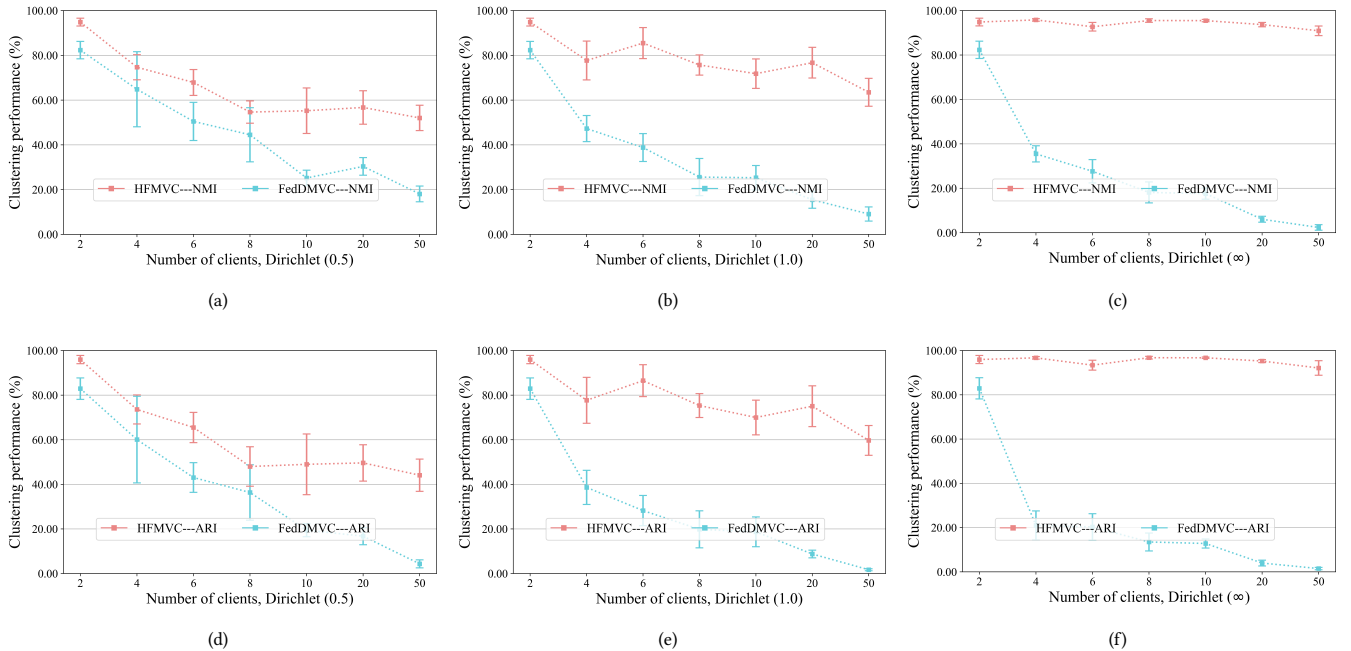 Clustering performance (%)
100.00
80.00
60.00
40.00
20.00
0.00
HFMVC---NMI FedDMVC---NMI
2 4 6 8 10 20 50
Number of clients, Dirichlet (0.5)
(a)
Clustering performance (%)
100.00
80.00
60.00
40.00
20.00
0.00
HFMVC---NMI FedDMVC---NMI
2 4 6 8 10 20 50
Number of clients, Dirichlet (1.0)
(b)
Clustering performance (%)
100.00
80.00
60.00
40.00
20.00
0.00
HFMVC---NMI FedDMVC---NMI
2 4 6 8 10 20 50
Number of clients, Dirichlet (∞)
(c)
Clustering performance (%)
100.00
80.00
60.00
40.00
20.00
0.00
HFMVC---ARI FedDMVC---ARI
2 4 6 8 10 20 50
Number of clients, Dirichlet (0.5)
(d)
Clustering performance (%)
100.00
80.00
60.00
40.00
20.00
0.00
HFMVC---ARI FedDMVC---ARI
2 4 6 8 10 20 50
Number of clients, Dirichlet (1.0)
(e)
Clustering performance (%)
100.00
80.00
60.00
40.00
20.00
0.00
HFMVC---ARI FedDMVC---ARI
2 4 6 8 10 20 50
Number of clients, Dirichlet (∞)
(f)